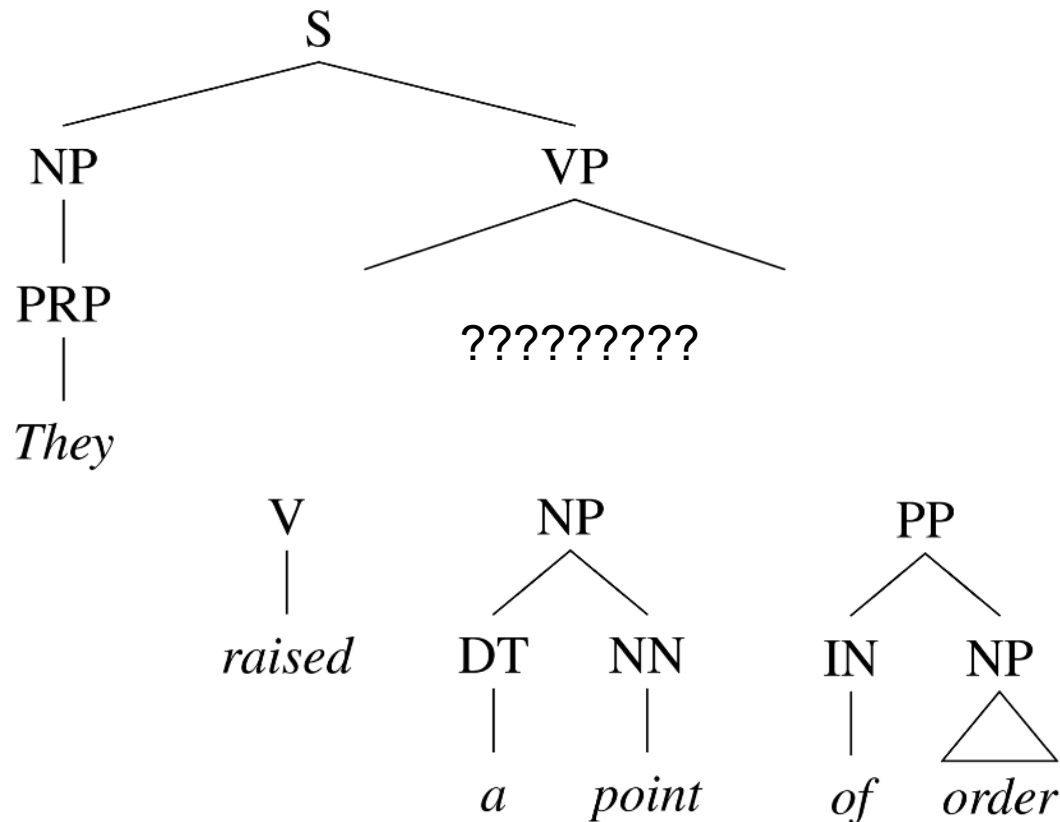 S
NP VP
PRP
?????????
They
V NP PP
raised DT NN IN NP
a point of order